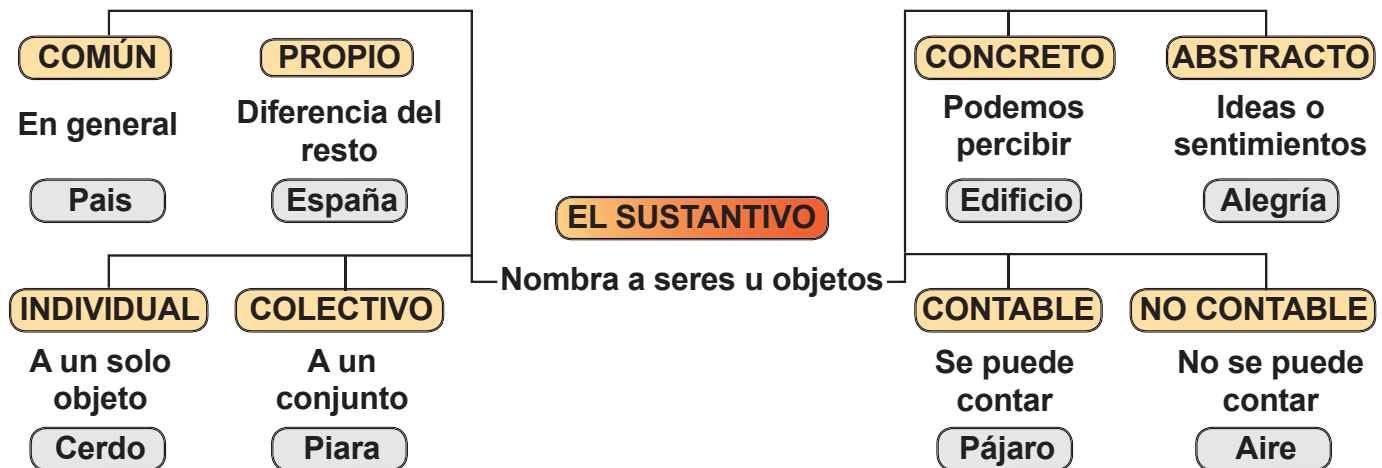 COMÚN
En general
Pais
PROPIO
Diferencia del
resto
España
INDIVIDUAL
A un solo
objeto
Cerdo
COLECTIVO
A un
conjunto
Piara
EL SUSTANTIVO
Nombra a seres u objetos
CONCRETO
Podemos
percibir
Edificio
ABSTRACTO
Ideas o
sentimientos
Alegría
CONTABLE
Se puede
contar
Pájaro
NO CONTABLE
No se puede
contar
Aire